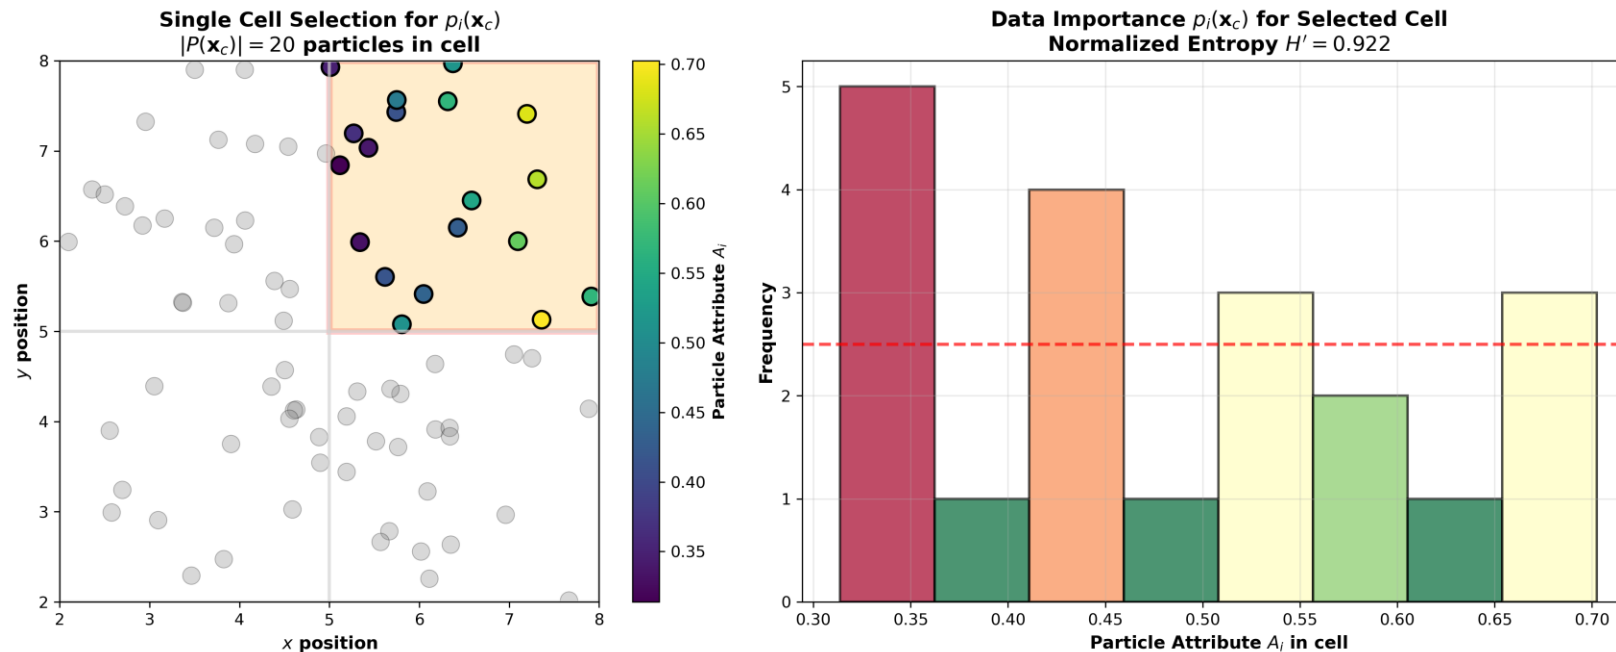 Single Cell Selection for pᵢ(𝐱_c)
|P(𝐱_c)| = 20 particles in cell
8
7
6
5
4
3
2
y position
2 3 4 5 6 7 8
x position
0.70
0.65
0.60
0.55
0.50
0.45
0.40
0.35
Particle Attribute Aᵢ
Data Importance pᵢ(𝐱_c) for Selected Cell
Normalized Entropy H′ = 0.922
5
4
3
2
1
0
Frequency
0.30 0.35 0.40 0.45 0.50 0.55 0.60 0.65 0.70
Particle Attribute Aᵢ in cell